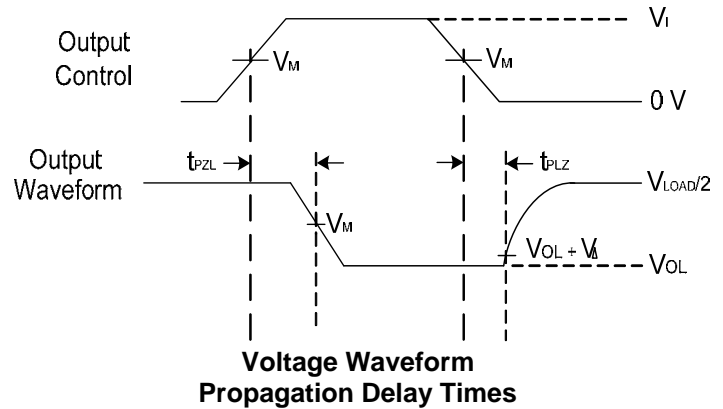 Output
Control
VI
VM
VM
0 V
Output
Waveform
tPZL
tPLZ
VLOAD/2
VM
VOL + VΔ
VOL
Voltage Waveform
Propagation Delay Times